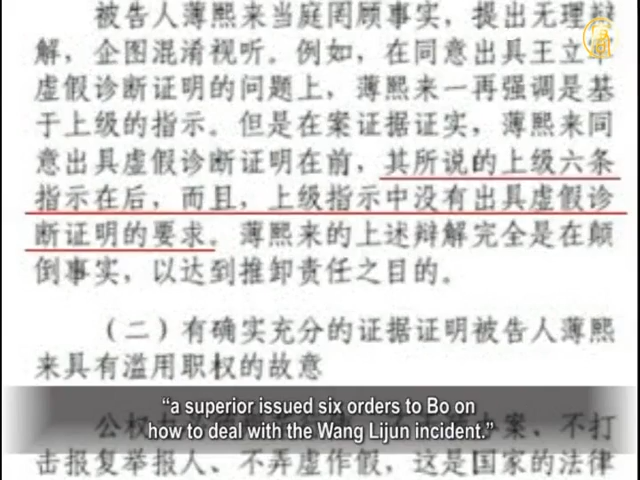 被告人薄熙来当庭罔顾事实，提出无理辩
解，企图混淆视听。例如，在同意出具王立
虚假诊断证明的问题上，薄熙来一再强调是基
于上级的指示。但是在案证据证实，薄熙来同
意出具虚假诊断证明在前，其所说的上级六条
指示在后，而且，上级指示中没有出具虚假诊
断证明的要求。薄熙来的上述辩解完全是在颠
倒事实，以达到推卸责任之目的。
（二）有确实充分的证据证明被告人薄熙
来具有滥用职权的故意
“a superior issued six orders to Bo on
how to deal with the Wang Lijun incident.”
公权 案、不打
击报复举报人、不弄虚作假，这是国家的法律